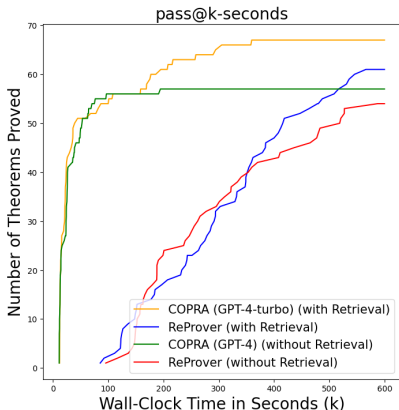 pass@k-seconds
Number of Theorems Proved
70
60
50
40
30
20
10
0
COPRA (GPT-4-turbo) (with Retrieval)
ReProver (with Retrieval)
COPRA (GPT-4) (without Retrieval)
ReProver (without Retrieval)
0 100 200 300 400 500 600
Wall-Clock Time in Seconds (k)